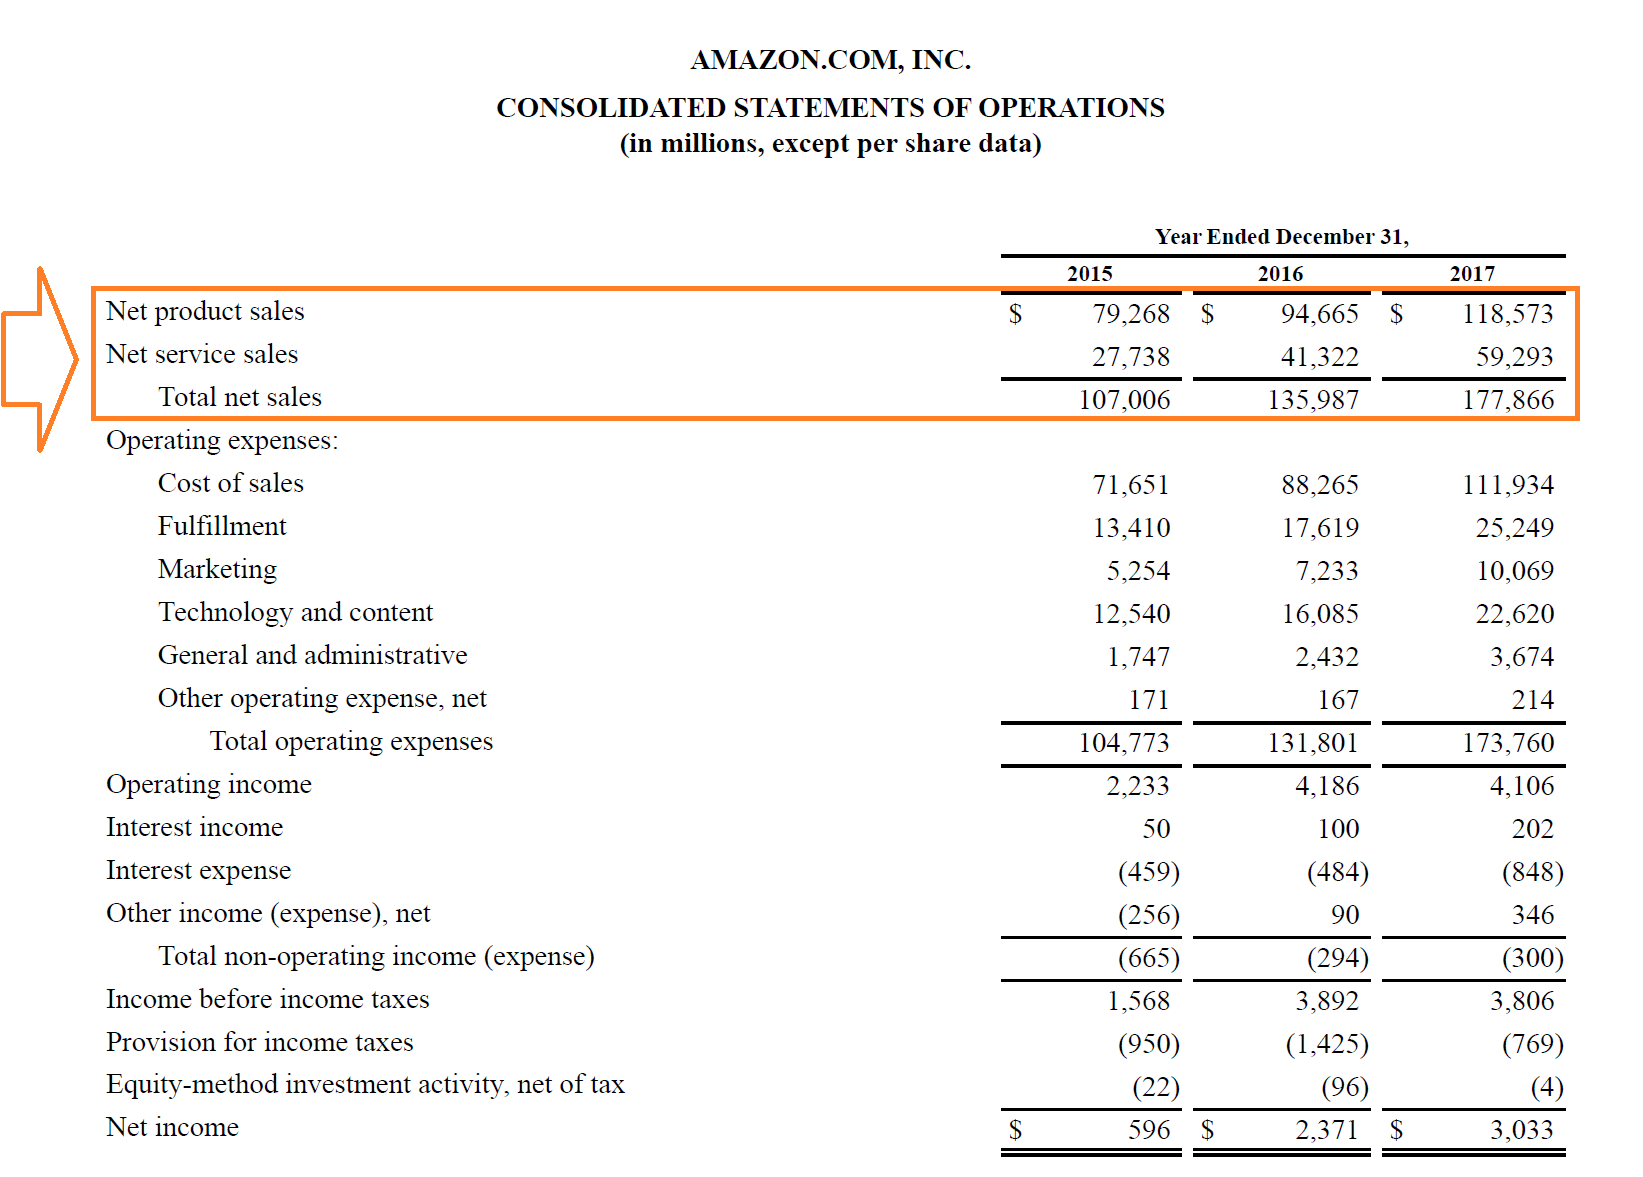 AMAZON.COM, INC.
CONSOLIDATED STATEMENTS OF OPERATIONS
(in millions, except per share data)
Year Ended December 31,
2015 2016 2017
Net product sales $ 79,268 $ 94,665 $ 118,573
Net service sales 27,738 41,322 59,293
Total net sales 107,006 135,987 177,866
Operating expenses:
Cost of sales 71,651 88,265 111,934
Fulfillment 13,410 17,619 25,249
Marketing 5,254 7,233 10,069
Technology and content 12,540 16,085 22,620
General and administrative 1,747 2,432 3,674
Other operating expense, net 171 167 214
Total operating expenses 104,773 131,801 173,760
Operating income 2,233 4,186 4,106
Interest income 50 100 202
Interest expense (459) (484) (848)
Other income (expense), net (256) 90 346
Total non-operating income (expense) (665) (294) (300)
Income before income taxes 1,568 3,892 3,806
Provision for income taxes (950) (1,425) (769)
Equity-method investment activity, net of tax (22) (96) (4)
Net income $ 596 $ 2,371 $ 3,033